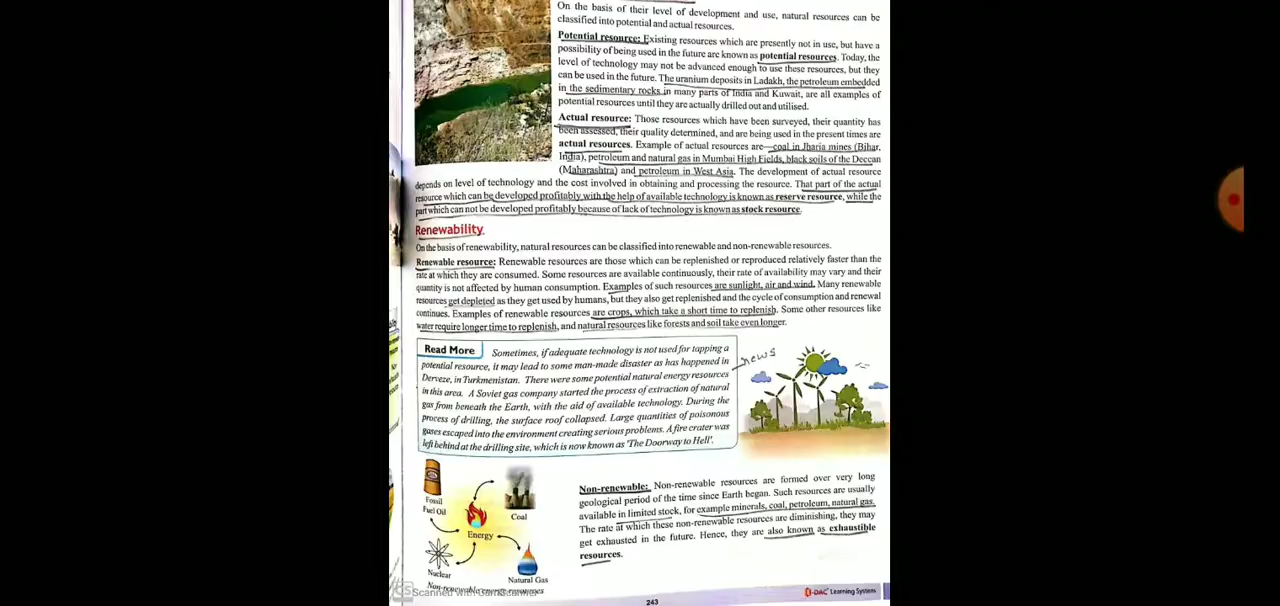 On the basis of their level of development and use, natural resources can be
classified into potential and actual resources.
Potential resource: Existing resources which are presently not in use, but have a
possibility of being used in the future are known as potential resources. Today, the
level of technology may not be advanced enough to use these resources, but they
can be used in the future. The uranium deposits in Ladakh, the petroleum embedded
in the sedimentary rocks in many parts of India and Kuwait, are all examples of
potential resources until they are actually drilled out and utilised.
Actual resource: Those resources which have been surveyed, their quantity has
been assessed, their quality determined, and are being used in the present times are
actual resources. Example of actual resources are—coal in Jharia mines (Bihar,
India), petroleum and natural gas in Mumbai High Fields, black soils of the Deccan
(Maharashtra) and petroleum in West Asia. The development of actual resource
depends on level of technology and the cost involved in obtaining and processing the resource. That part of the actual
resource which can be developed profitably with the help of available technology is known as reserve resource, while the
part which can not be developed profitably because of lack of technology is known as stock resource.
Renewability
On the basis of renewability, natural resources can be classified into renewable and non-renewable resources.
Renewable resource: Renewable resources are those which can be replenished or reproduced relatively faster than the
rate at which they are consumed. Some resources are available continuously, their rate of availability may vary and their
quantity is not affected by human consumption. Examples of such resources are sunlight, air and wind. Many renewable
resources get depleted as they get used by humans, but they also get replenished and the cycle of consumption and renewal
continues. Examples of renewable resources are crops, which take a short time to replenish. Some other resources like
water require longer time to replenish, and natural resources like forests and soil take even longer.
Read More Sometimes, if adequate technology is not used for tapping a
potential resource, it may lead to some man-made disaster as has happened in
Derveze, in Turkmenistan. There were some potential natural energy resources
in this area. A Soviet gas company started the process of extraction of natural
gas from beneath the Earth, with the aid of available technology. During the
process of drilling, the surface roof collapsed. Large quantities of poisonous
gases escaped into the environment creating serious problems. A fire crater was
left behind at the drilling site, which is now known as 'The Doorway to Hell'.
news
Fossil
Fuel Oil
Coal
Energy
Nuclear
Natural Gas
Non-renewable energy resources
Non-renewable: Non-renewable resources are formed over very long
geological period of the time since Earth began. Such resources are usually
available in limited stock, for example minerals, coal, petroleum, natural gas.
The rate at which these non-renewable resources are diminishing, they may
get exhausted in the future. Hence, they are also known as exhaustible
resources.
CS Scanned with CamScanner
243
i-DAC Learning System